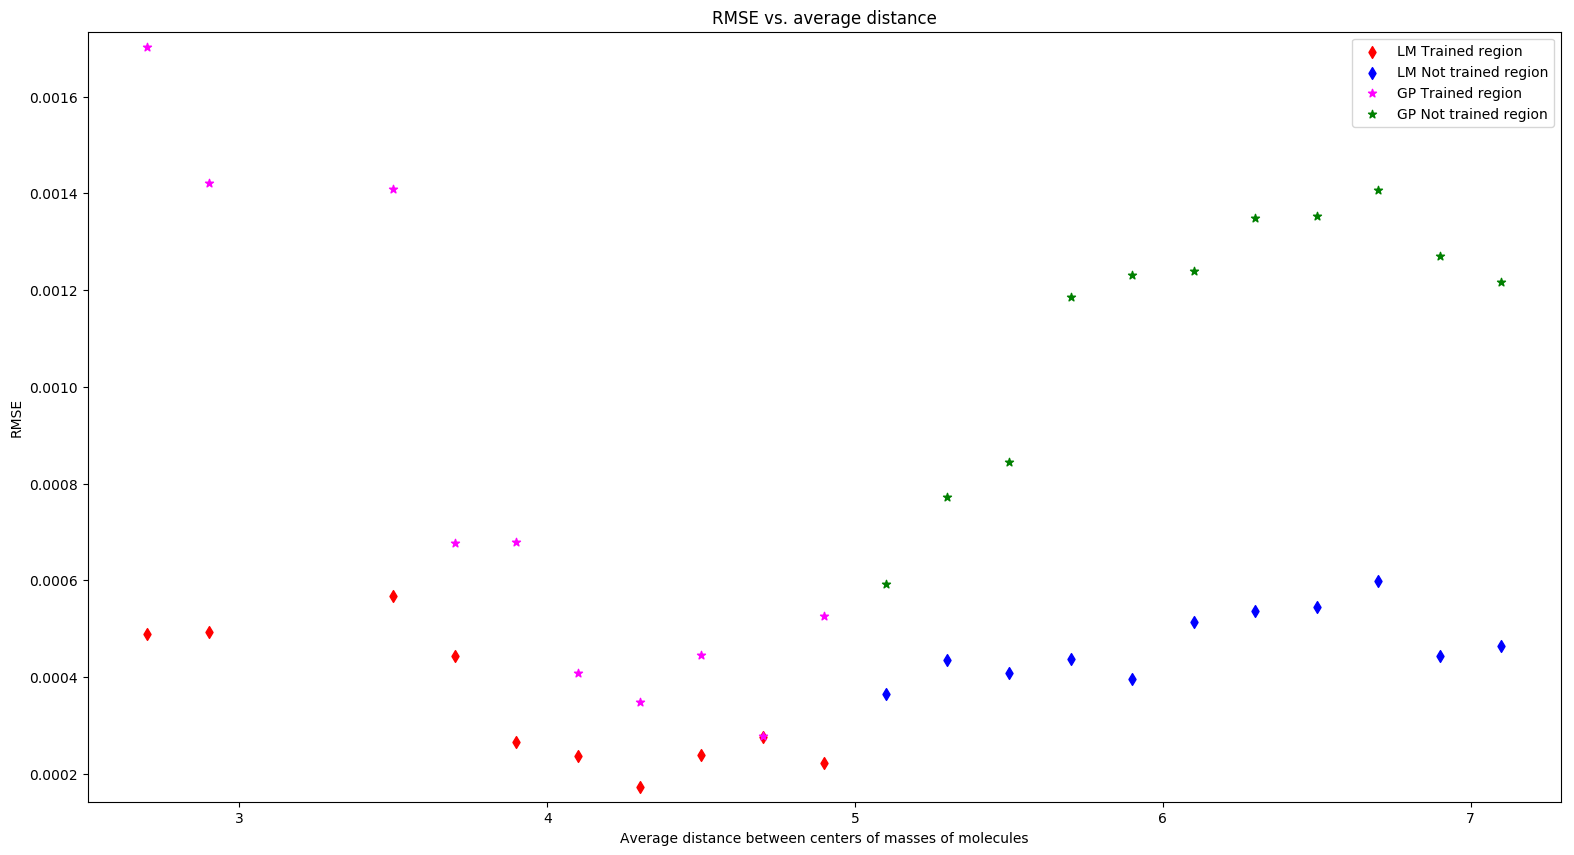 RMSE vs. average distance
LM Trained region
LM Not trained region
GP Trained region
GP Not trained region
0.0016
0.0014
0.0012
0.0010
0.0008
0.0006
0.0004
0.0002
RMSE
3 4 5 6 7
Average distance between centers of masses of molecules